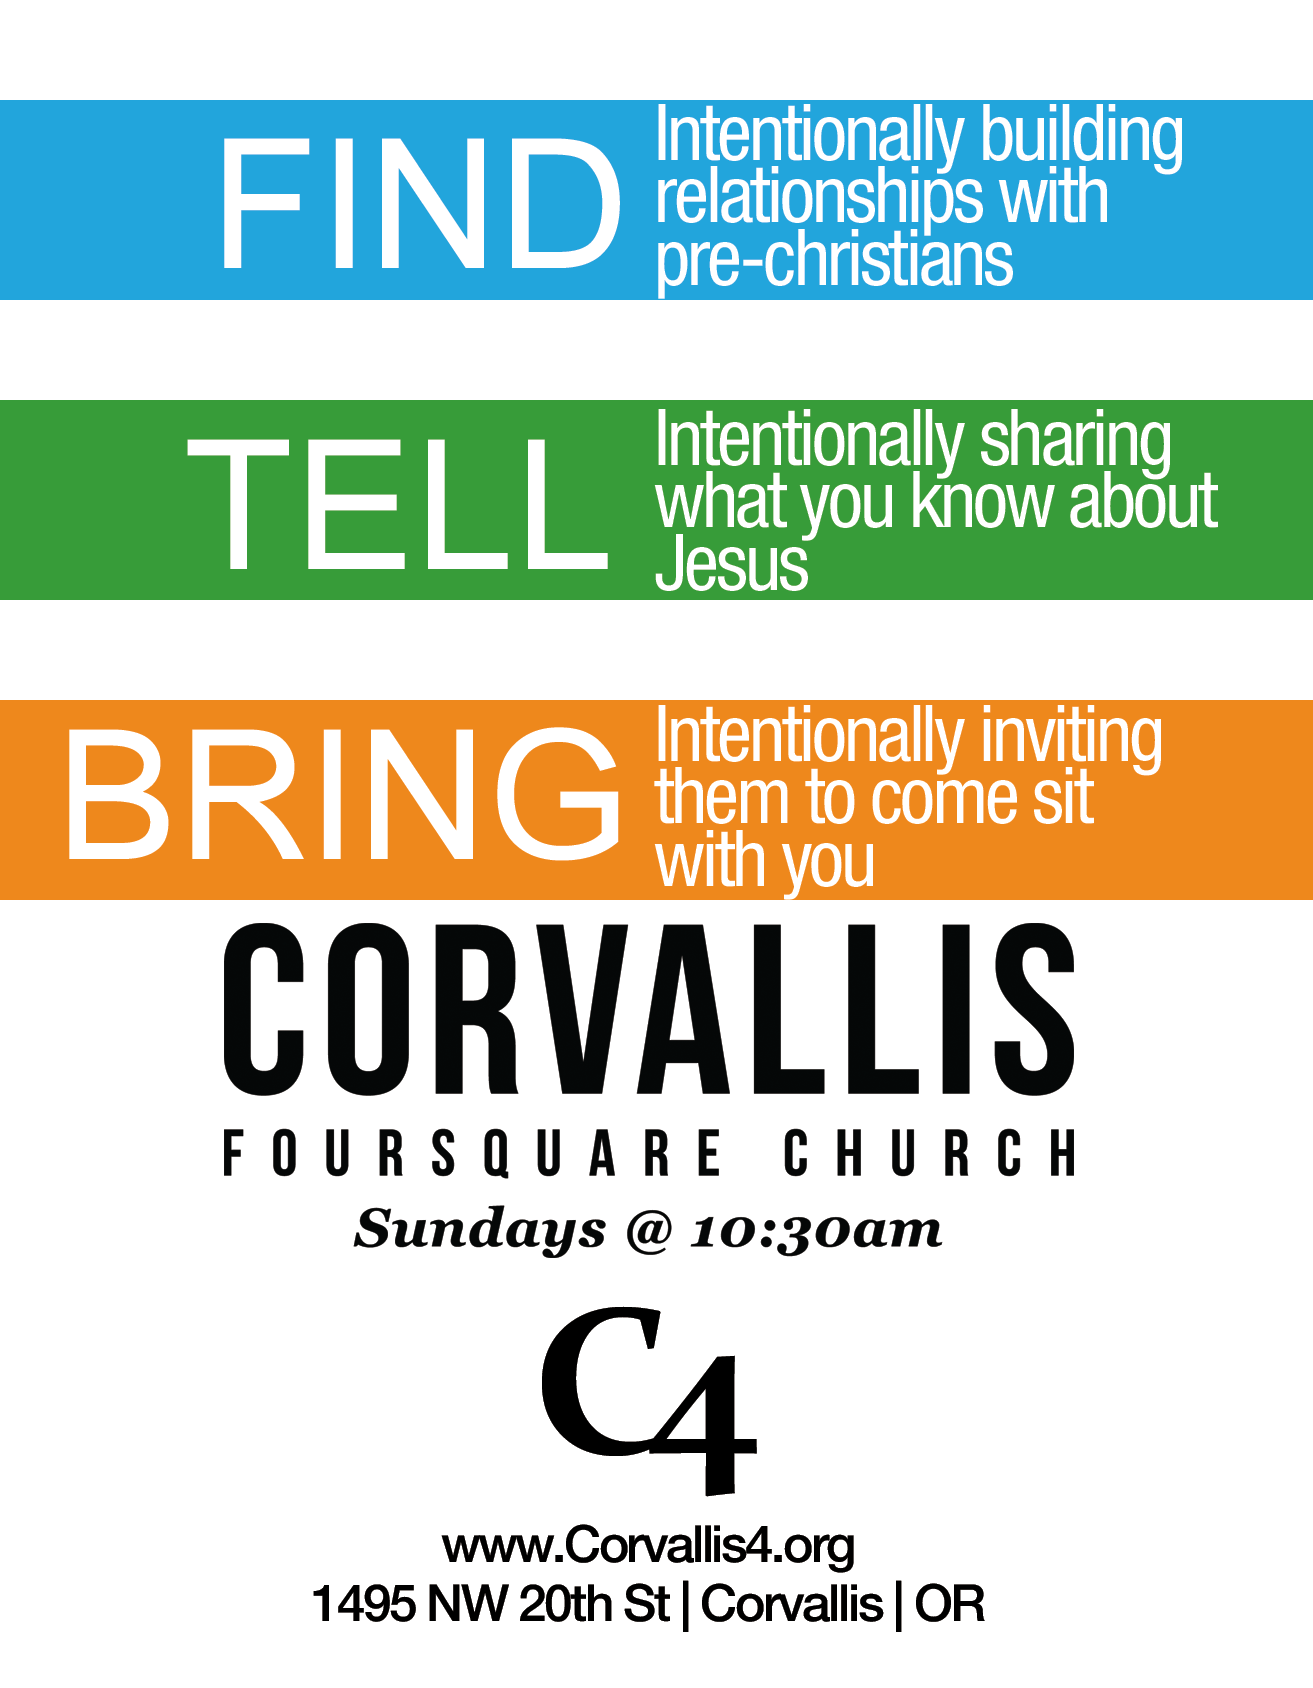 FIND
Intentionally building
relationships with
pre-christians
TELL
Intentionally sharing
what you know about
Jesus
BRING
Intentionally inviting
them to come sit
with you
CORVALLIS
FOURSQUARE CHURCH
Sundays @ 10:30am
C4
www.Corvallis4.org
1495 NW 20th St | Corvallis | OR